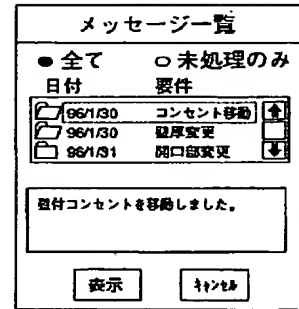 メッセージ一覧
● 全て ○ 未処理のみ
日付 要件
96/1/30 コンセント移動
96/1/30 壁厚変更
96/1/31 開口部変更
壁付コンセントを移動しました。
表示 キャンセル